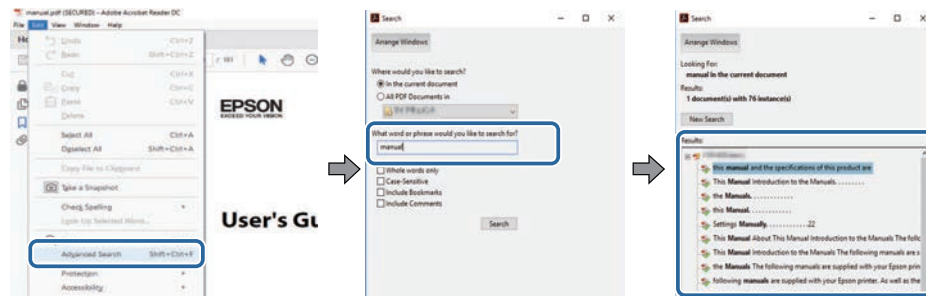 manual.pdf (SECURED) - Adobe Acrobat Reader DC
File Edit View Window Help
Undo Ctrl+Z
Shift+Ctrl+Z
Cut Ctrl+X
Copy Ctrl+C
Paste Ctrl+V
Delete
Select All Ctrl+A
Deselect All Shift+Ctrl+A
Copy File to Clipboard
Take a Snapshot
Check Spelling
Look Up Selected Word...
Advanced Search Shift+Ctrl+F
Protection
Accessibility
EPSON
EXCEED YOUR VISION
User's Gu
Search
Arrange Windows
Where would you like to search?
In the current document
All PDF Documents in
What word or phrase would you like to search for?
manual
Whole words only
Case-Sensitive
Include Bookmarks
Include Comments
Search
Search
Arrange Windows
Looking For:
manual in the current document
Results:
1 document(s) with 76 instance(s)
New Search
Results:
this manual and the specifications of this product are
This Manual Introduction to the Manuals. . . . . . . . .
the Manuals. . . . . . . . . . . . .
this Manual. . . . . . . . . . . . .
Settings Manually. . . . . . . . . . . . .22
This Manual About This Manual Introduction to the Manuals The follo
This Manual Introduction to the Manuals The following manuals are s
the Manuals The following manuals are supplied with your Epson prin
following manuals are supplied with your Epson printer. As well as the